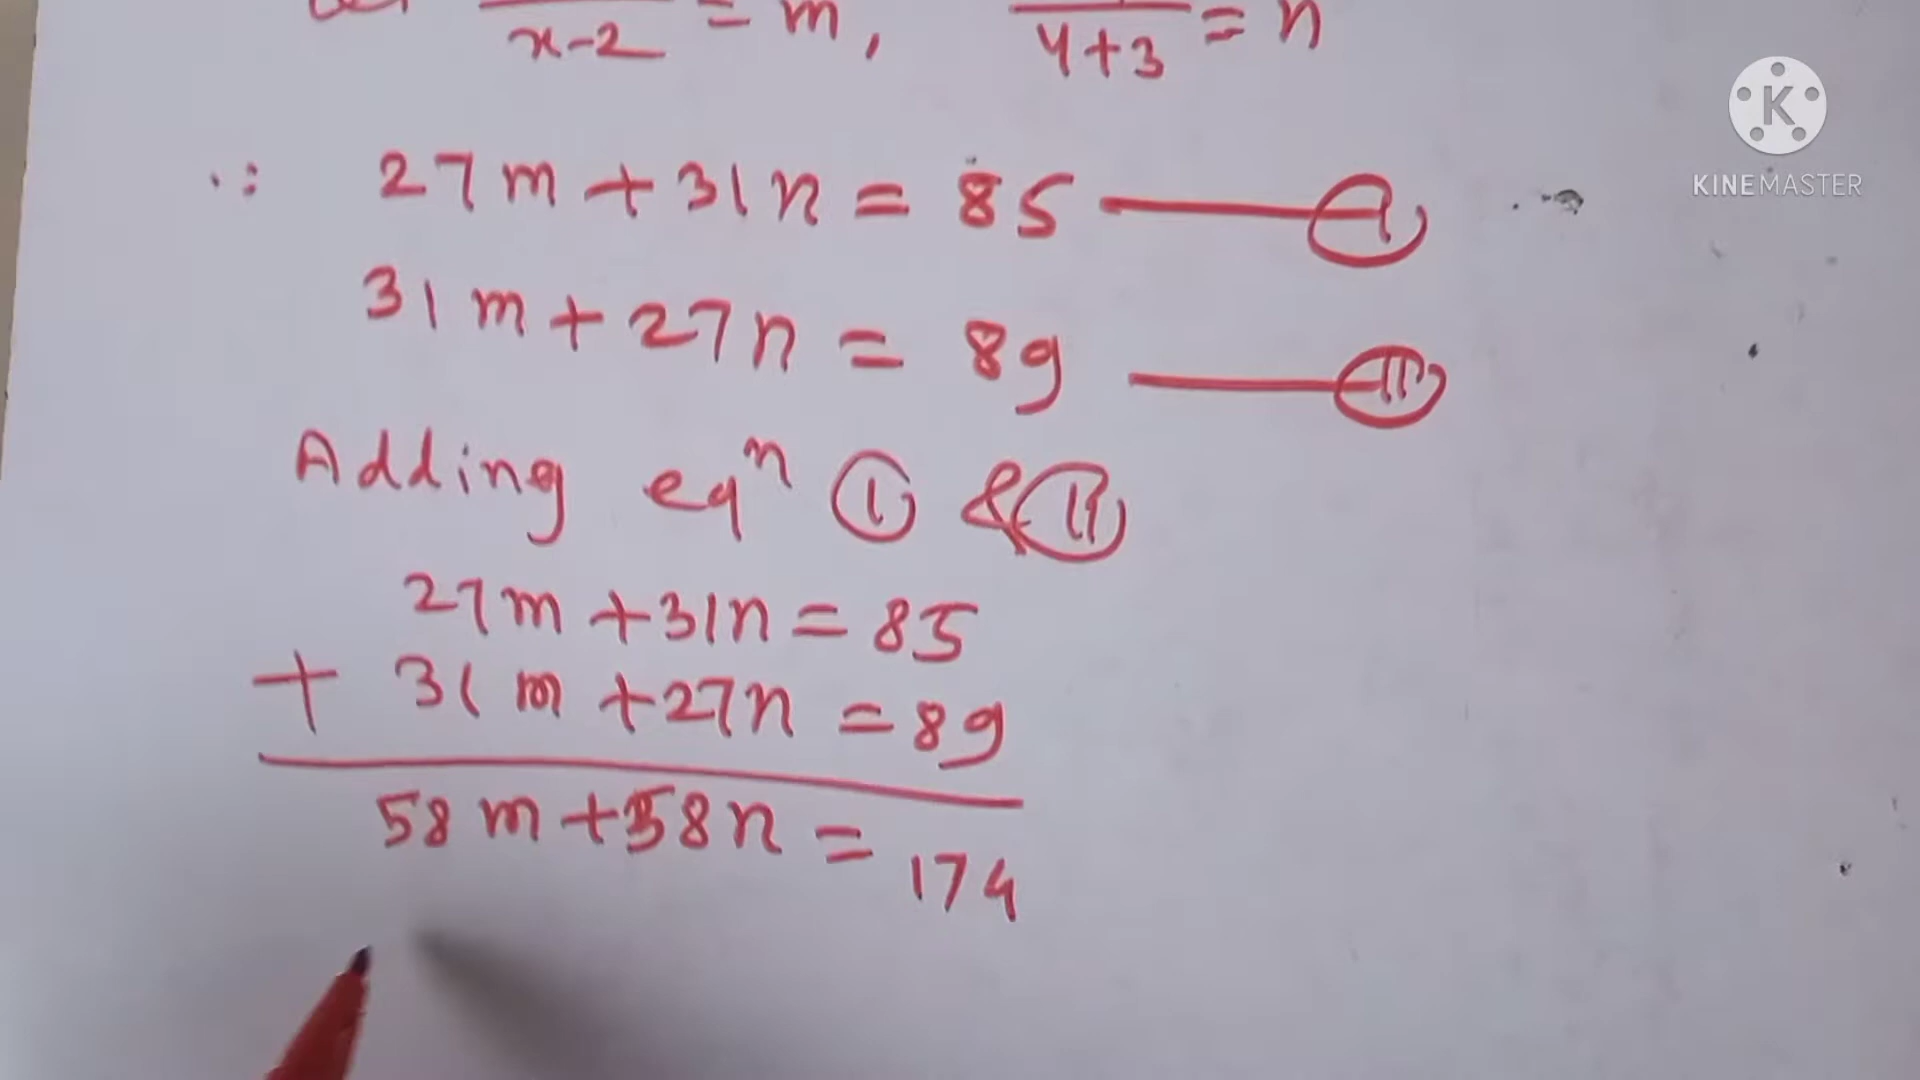 x-2 = m, y+3 = n
∵ 27m + 31n = 85 — I
31m + 27n = 89 — II
Adding eqⁿ I & II
27m + 31n = 85
+ 31m + 27n = 89
58m + 58n = 174
K
KINEMASTER